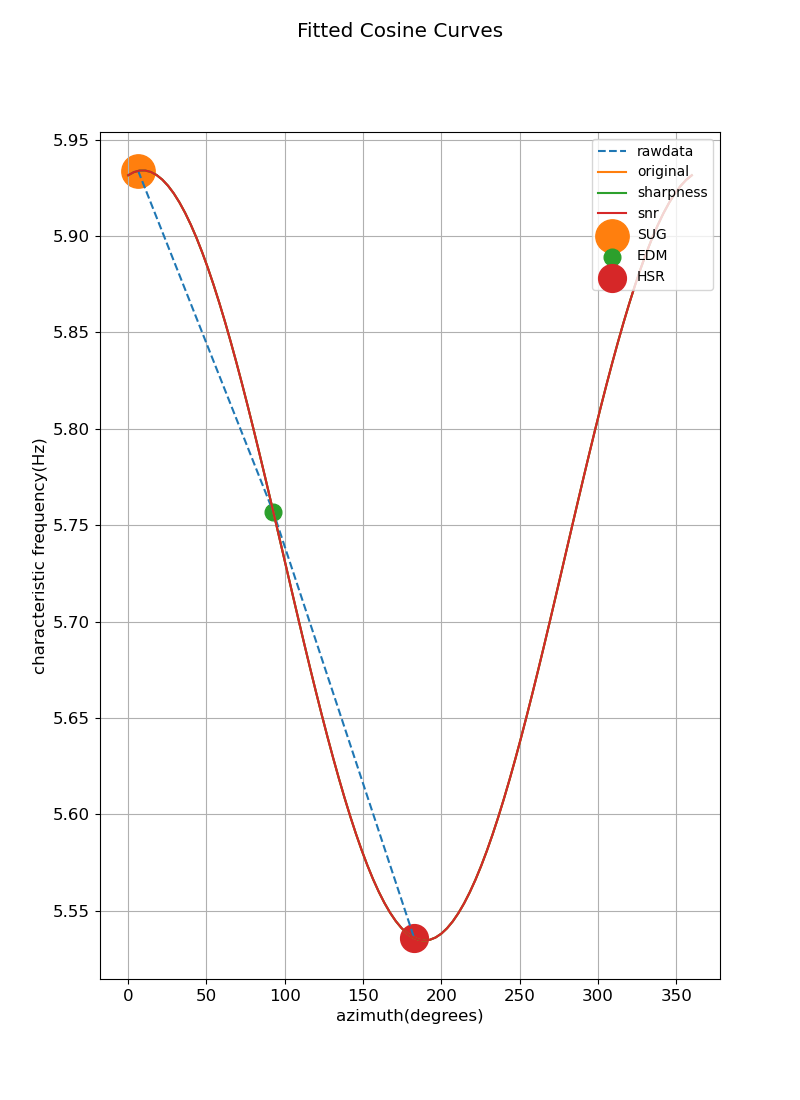 Fitted Cosine Curves
5.95
5.90
5.85
5.80
5.75
5.70
5.65
5.60
5.55
characteristic frequency(Hz)
rawdata
original
sharpness
snr
SUG
EDM
HSR
0 50 100 150 200 250 300 350
azimuth(degrees)